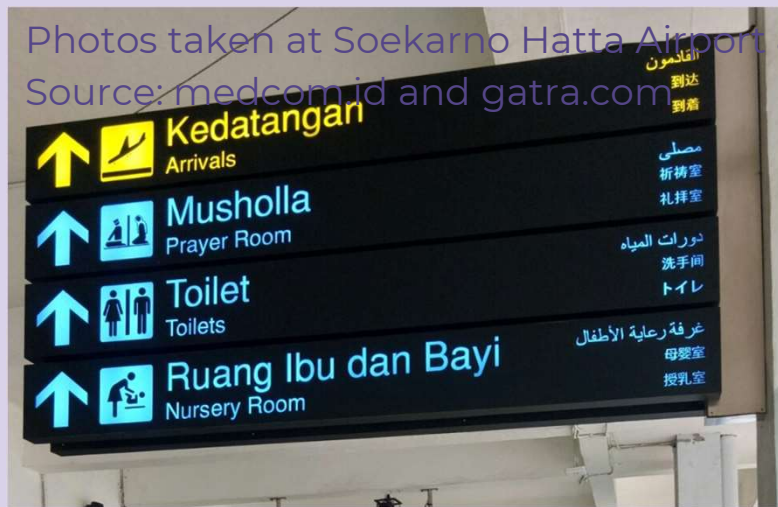 Photos taken at Soekarno Hatta Airport
Source: medcom.id and gatra.com
Kedatangan
Arrivals
القادمون
到达
到着
Musholla
Prayer Room
مصلى
祈祷室
礼拝室
Toilet
Toilets
دورات المياه
洗手间
トイレ
Ruang Ibu dan Bayi
Nursery Room
غرفة رعاية الأطفال
母婴室
授乳室